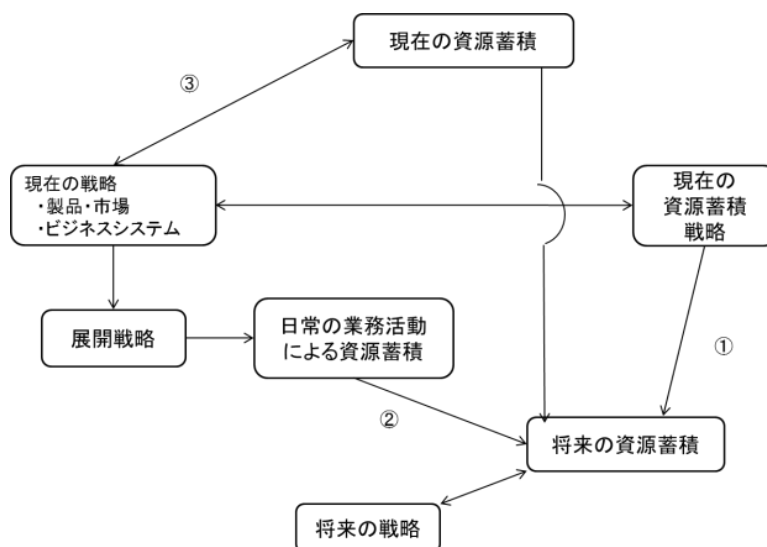 現在の資源蓄積
③
現在の戦略
・製品・市場
・ビジネスシステム
現在の
資源蓄積
戦略
展開戦略
日常の業務活動
による資源蓄積
①
②
将来の資源蓄積
将来の戦略